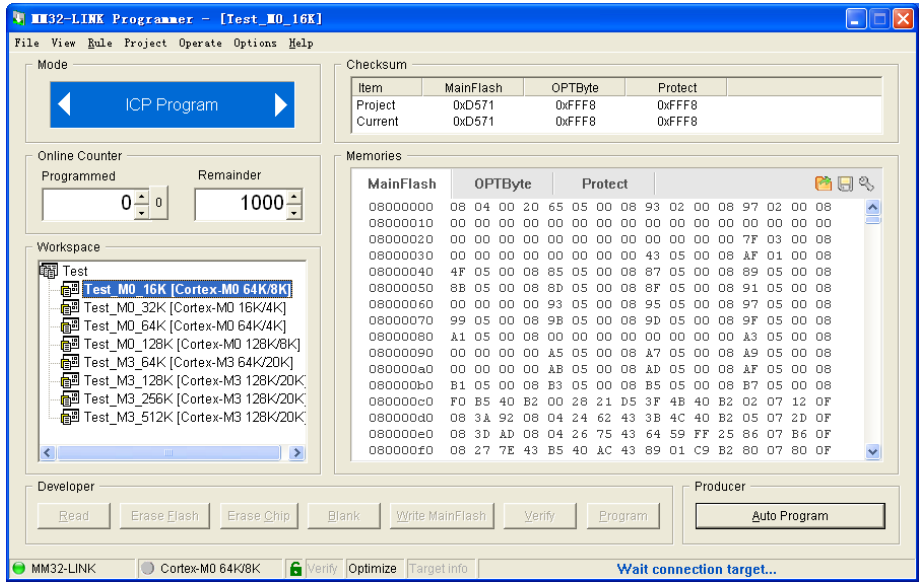 MM32-LINK Programmer - [Test_M0_16K]
File View Rule Project Operate Options Help
Mode
ICP Program
Checksum
Item MainFlash OPTByte Protect
Project 0xD571 0xFFF8 0xFFF8
Current 0xD571 0xFFF8 0xFFF8
Online Counter
Programmed Remainder
0 0 1000
Memories
MainFlash OPTByte Protect
08000000 08 04 00 20 65 05 00 08 93 02 00 08 97 02 00 08
08000010 00 00 00 00 00 00 00 00 00 00 00 00 00 00 00 00
08000020 00 00 00 00 00 00 00 00 00 00 00 00 7F 03 00 08
08000030 00 00 00 00 00 00 00 00 43 05 00 08 AF 01 00 08
08000040 4F 05 00 08 85 05 00 08 87 05 00 08 89 05 00 08
08000050 8B 05 00 08 8D 05 00 08 8F 05 00 08 91 05 00 08
08000060 00 00 00 00 93 05 00 08 95 05 00 08 97 05 00 08
08000070 99 05 00 08 9B 05 00 08 9D 05 00 08 9F 05 00 08
08000080 A1 05 00 08 00 00 00 00 00 00 00 00 A3 05 00 08
08000090 00 00 00 00 A5 05 00 08 A7 05 00 08 A9 05 00 08
080000a0 00 00 00 00 AB 05 00 08 AD 05 00 08 AF 05 00 08
080000b0 B1 05 00 08 B3 05 00 08 B5 05 00 08 B7 05 00 08
080000c0 F0 B5 40 B2 00 28 21 D5 3F 4B 40 B2 02 07 12 0F
080000d0 08 3A 92 08 04 24 62 43 3B 4C 40 B2 05 07 2D 0F
080000e0 08 3D AD 08 04 26 75 43 64 59 FF 25 86 07 B6 0F
080000f0 08 27 7E 43 B5 40 AC 43 89 01 C9 B2 80 07 80 0F
Workspace
Test
Test_M0_16K [Cortex-M0 64K/8K]
Test_M0_32K [Cortex-M0 16K/4K]
Test_M0_64K [Cortex-M0 64K/4K]
Test_M0_128K [Cortex-M0 128K/8K]
Test_M3_64K [Cortex-M3 64K/20K]
Test_M3_128K [Cortex-M3 128K/20K
Test_M3_256K [Cortex-M3 128K/20K
Test_M3_512K [Cortex-M3 128K/20K
Developer
Read Erase Flash Erase Chip Blank Write MainFlash Verify Program
Producer
Auto Program
MM32-LINK Cortex-M0 64K/8K Verify Optimize Target info Wait connection target...